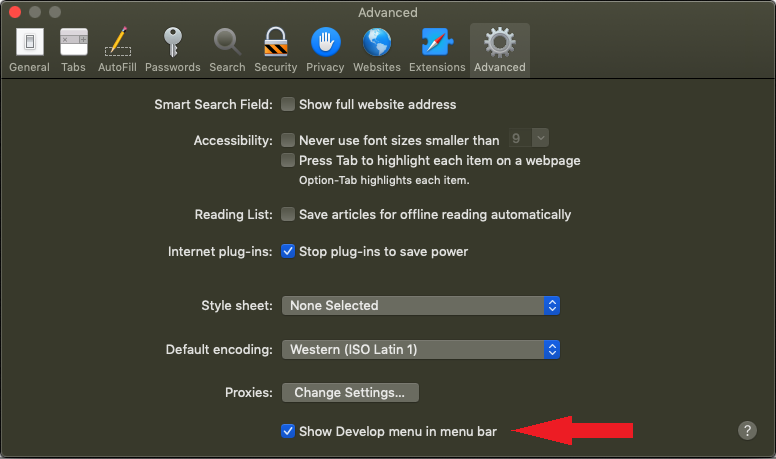 Advanced
General Tabs AutoFill Passwords Search Security Privacy Websites Extensions Advanced
Smart Search Field: Show full website address
Accessibility: Never use font sizes smaller than 9
Press Tab to highlight each item on a webpage
Option-Tab highlights each item.
Reading List: Save articles for offline reading automatically
Internet plug-ins: Stop plug-ins to save power
Style sheet: None Selected
Default encoding: Western (ISO Latin 1)
Proxies: Change Settings...
Show Develop menu in menu bar ?